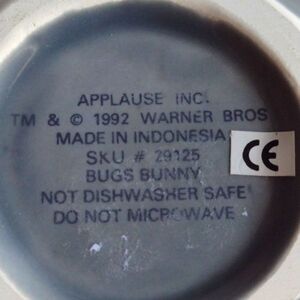 APPLAUSE INC.
TM & © 1992 WARNER BROS
MADE IN INDONESIA
SKU # 29125
BUGS BUNNY
NOT DISHWASHER SAFE
DO NOT MICROWAVE
CE